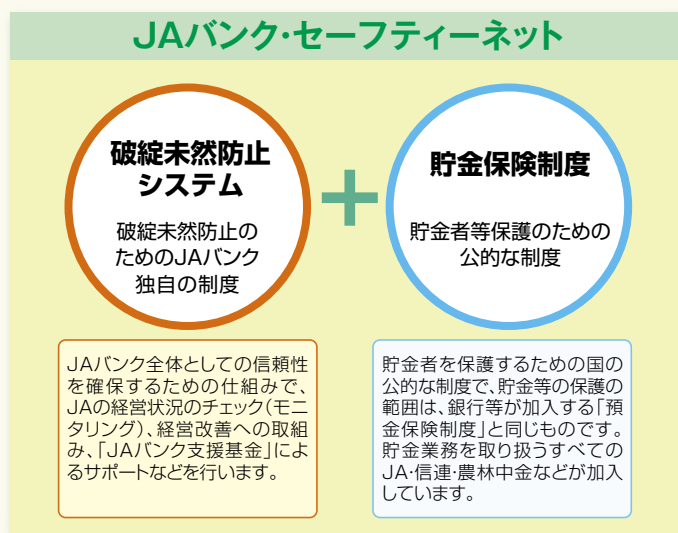 JAバンク・セーフティーネット
破綻未然防止
システム
破綻未然防止の
ためのJAバンク
独自の制度
+
貯金保険制度
貯金者等保護のための
公的な制度
JAバンク全体としての信頼性
を確保するための仕組みで、
JAの経営状況のチェック(モニ
タリング)、経営改善への取組
み、「JAバンク支援基金」によ
るサポートなどを行います。
貯金者を保護するための国の
公的な制度で、貯金等の保護の
範囲は、銀行等が加入する「預
金保険制度」と同じものです。
貯金業務を取り扱うすべての
JA・信連・農林中金などが加入
しています。